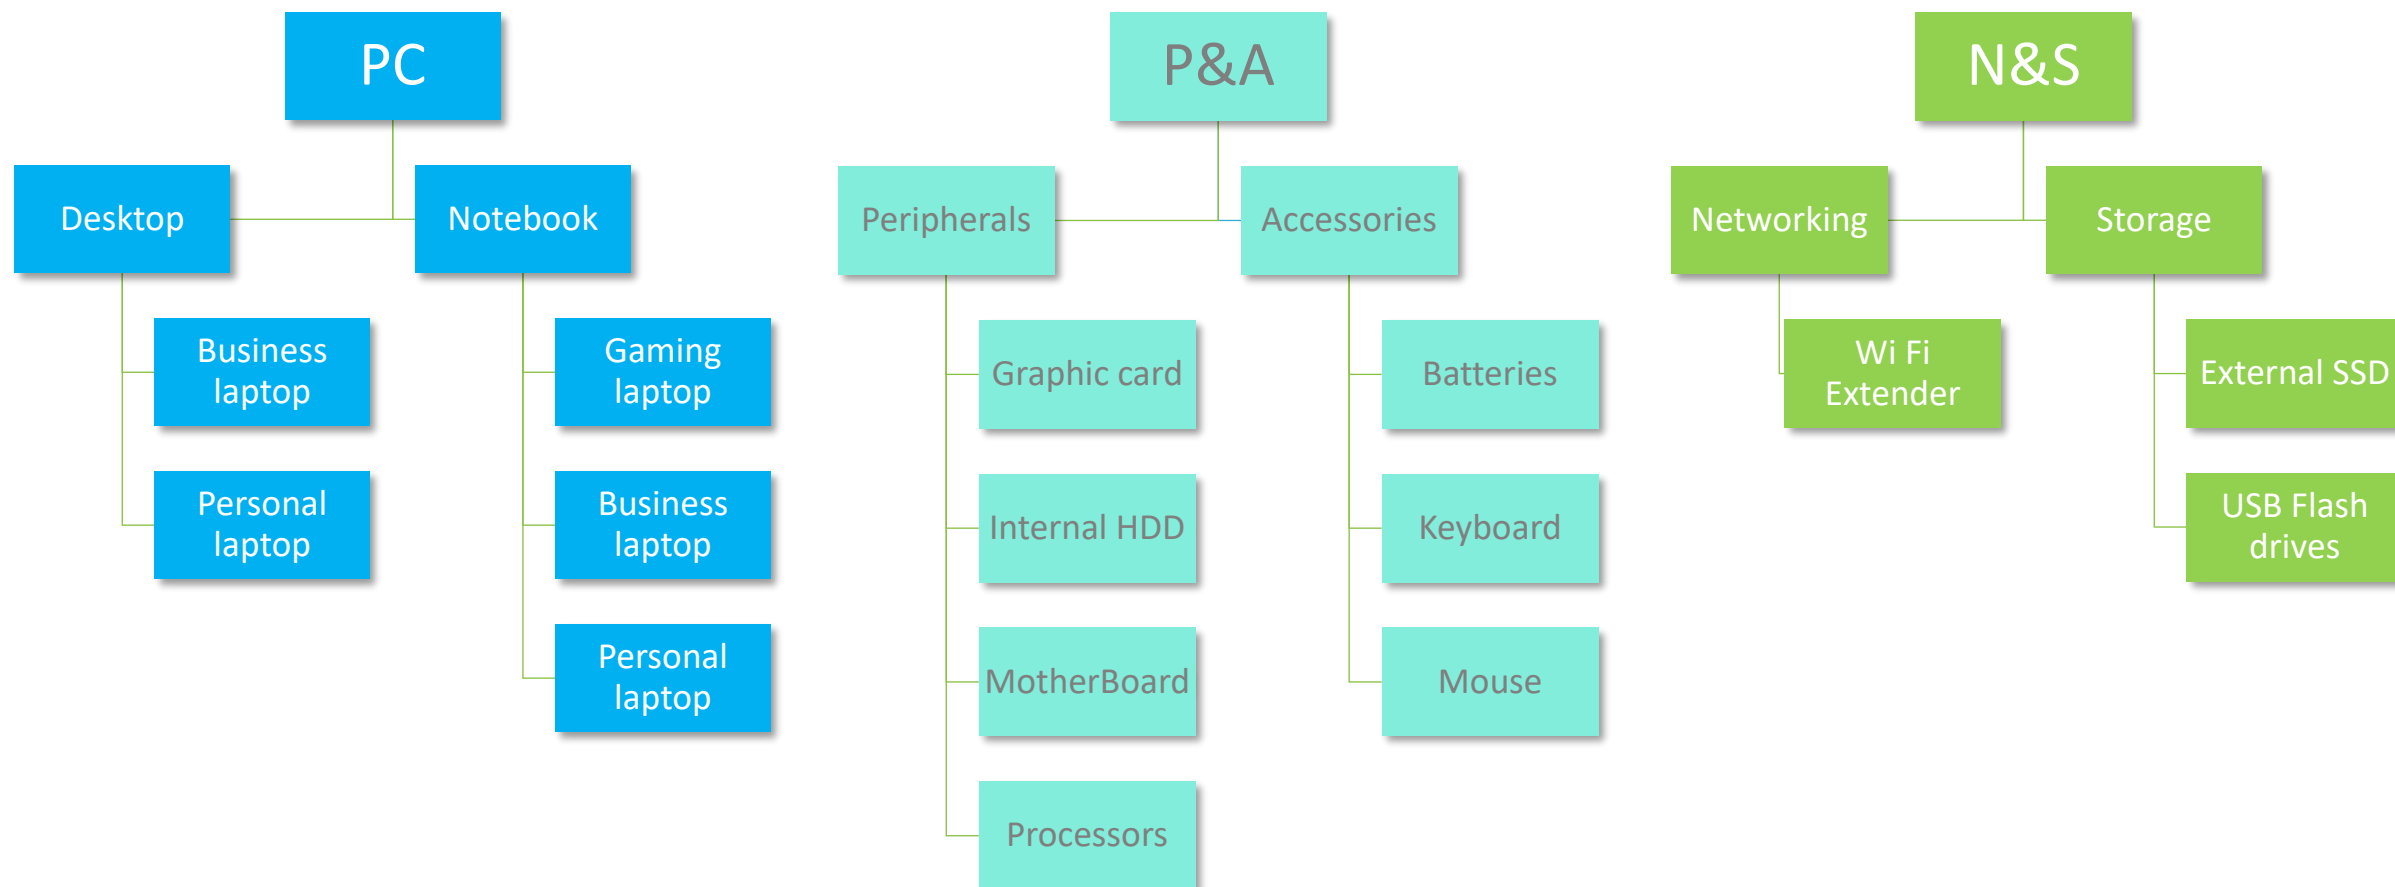 PC
Desktop
Notebook
Business
laptop
Personal
laptop
Gaming
laptop
Business
laptop
Personal
laptop
P&A
Peripherals
Accessories
Graphic card
Internal HDD
MotherBoard
Processors
Batteries
Keyboard
Mouse
N&S
Networking
Storage
Wi Fi
Extender
External SSD
USB Flash
drives